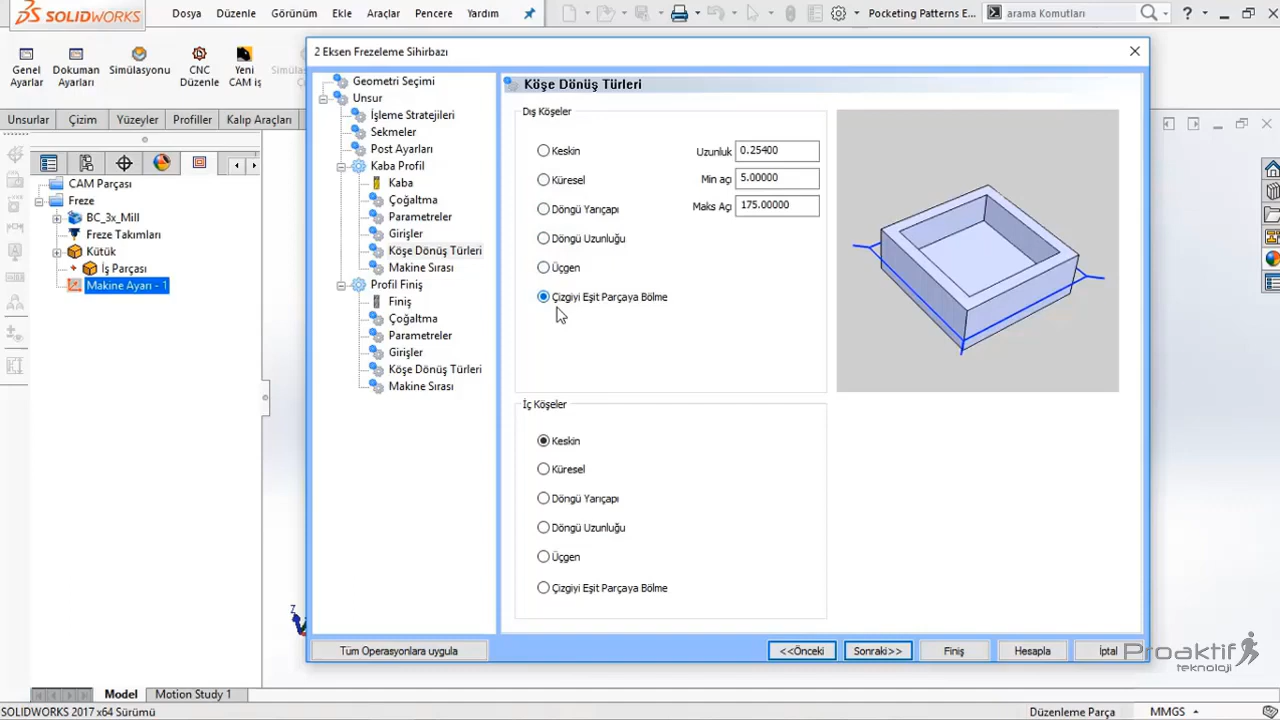 SOLIDWORKS
Dosya
Düzenle
Görünüm
Ekle
Araçlar
Pencere
Yardım
Pocketing Patterns E...
arama Komutları
?
Genel
Ayarlar
Dokuman
Ayarları
Simülasyonu
CNC
Düzenle
Yeni
CAM iş
Unsurlar
Çizim
Yüzeyler
Profiller
Kalıp Araçları
CAM Parçası
Freze
BC_3x_Mill
Freze Takımları
Kütük
İş Parçası
Makine Ayarı - 1
2 Eksen Frezeleme Sihirbazı
Geometri Seçimi
Unsur
İşleme Stratejileri
Sekmeler
Post Ayarları
Kaba Profil
Kaba
Çoğaltma
Parametreler
Girişler
Köşe Dönüş Türleri
Makine Sırası
Profil Finiş
Finiş
Çoğaltma
Parametreler
Girişler
Köşe Dönüş Türleri
Makine Sırası
Köşe Dönüş Türleri
Dış Köşeler
Keskin
Küresel
Döngü Yarıçapı
Döngü Uzunluğu
Üçgen
Çizgiyi Eşit Parçaya Bölme
Uzunluk 0.25400
Min açı 5.00000
Maks Açı 175.00000
İç Köşeler
Keskin
Küresel
Döngü Yarıçapı
Döngü Uzunluğu
Üçgen
Çizgiyi Eşit Parçaya Bölme
Tüm Operasyonlara uygula
<<Önceki
Sonraki>>
Finiş
Hesapla
İptal
Proaktif
teknoloji
Z
Model
Motion Study 1
SOLIDWORKS 2017 x64 Sürümü
Düzenleme Parça
MMGS